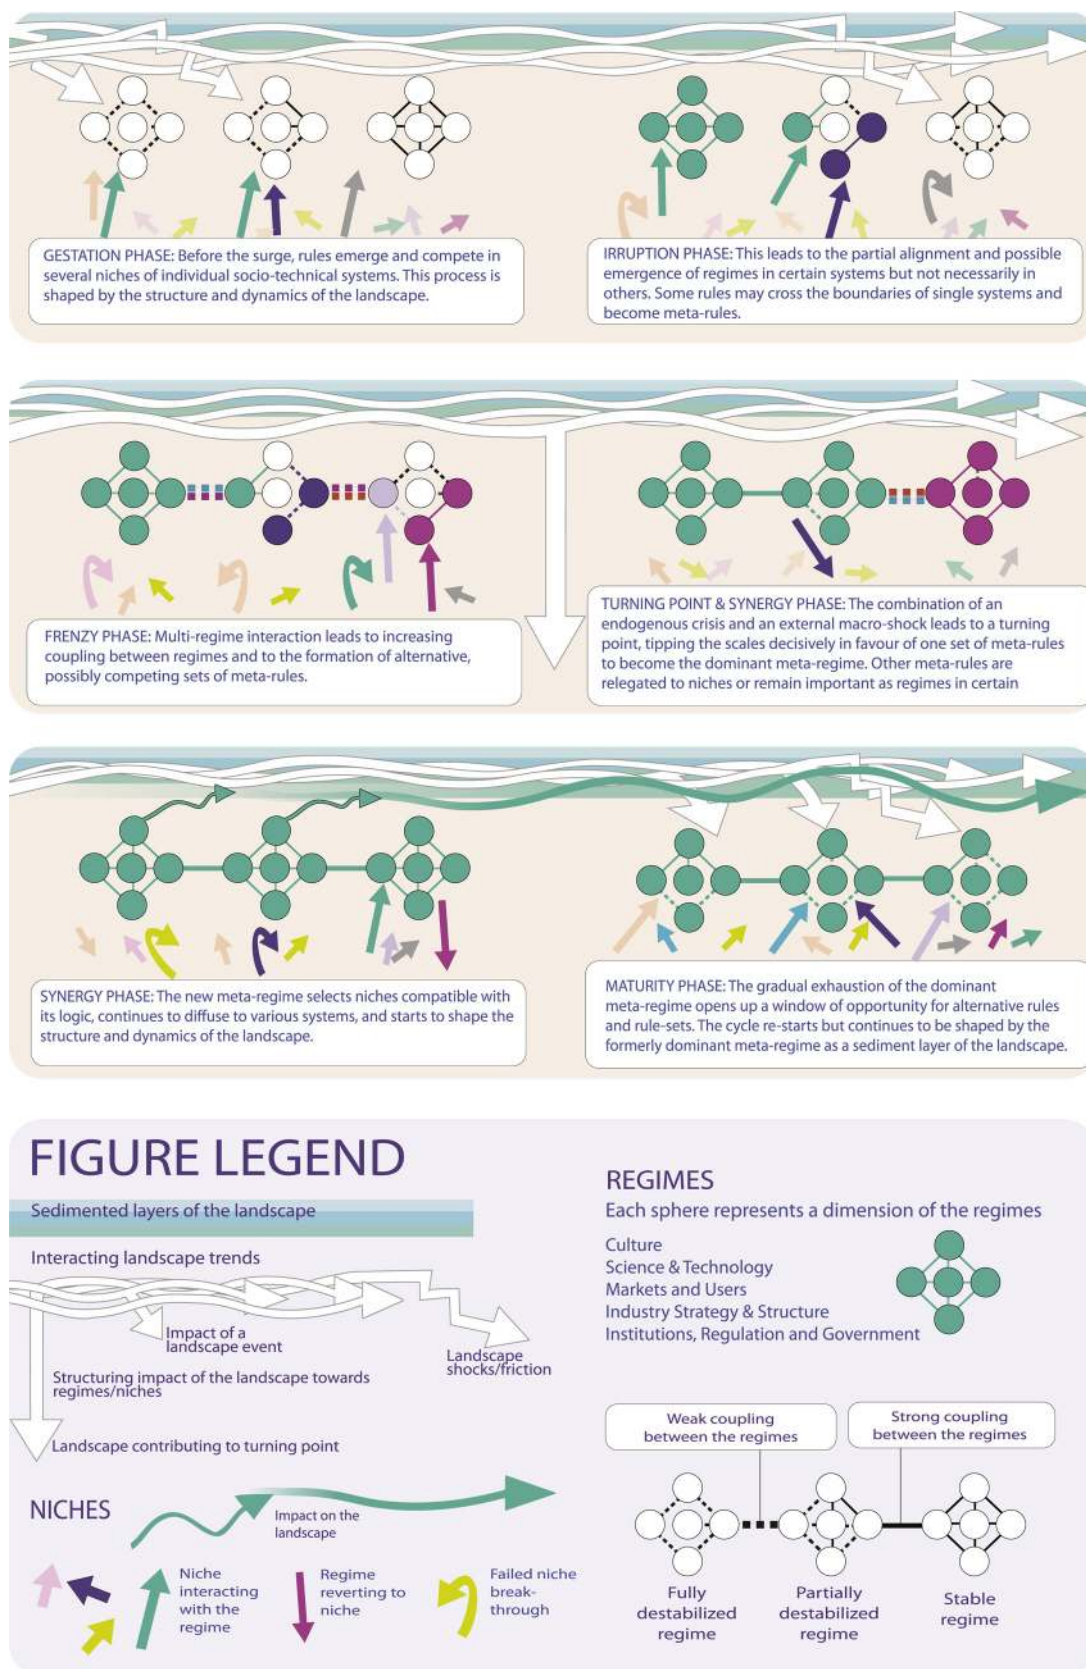 GESTATION PHASE: Before the surge, rules emerge and compete in
several niches of individual socio-technical systems. This process is
shaped by the structure and dynamics of the landscape.
IRRUPTION PHASE: This leads to the partial alignment and possible
emergence of regimes in certain systems but not necessarily in
others. Some rules may cross the boundaries of single systems and
become meta-rules.
FRENZY PHASE: Multi-regime interaction leads to increasing
coupling between regimes and to the formation of alternative,
possibly competing sets of meta-rules.
TURNING POINT & SYNERGY PHASE: The combination of an
endogenous crisis and an external macro-shock leads to a turning
point, tipping the scales decisively in favour of one set of meta-rules
to become the dominant meta-regime. Other meta-rules are
relegated to niches or remain important as regimes in certain
SYNERGY PHASE: The new meta-regime selects niches compatible with
its logic, continues to diffuse to various systems, and starts to shape the
structure and dynamics of the landscape.
MATURITY PHASE: The gradual exhaustion of the dominant
meta-regime opens up a window of opportunity for alternative rules
and rule-sets. The cycle re-starts but continues to be shaped by the
formerly dominant meta-regime as a sediment layer of the landscape.
FIGURE LEGEND
Sedimented layers of the landscape
Interacting landscape trends
Impact of a
landscape event
Landscape
shocks/friction
Structuring impact of the landscape towards
regimes/niches
Landscape contributing to turning point
NICHES
Impact on the
landscape
Niche
interacting
with the
regime
Regime
reverting to
niche
Failed niche
break-
through
REGIMES
Each sphere represents a dimension of the regimes
Culture
Science & Technology
Markets and Users
Industry Strategy & Structure
Institutions, Regulation and Government
Weak coupling
between the regimes
Strong coupling
between the regimes
Fully
destabilized
regime
Partially
destabilized
regime
Stable
regime